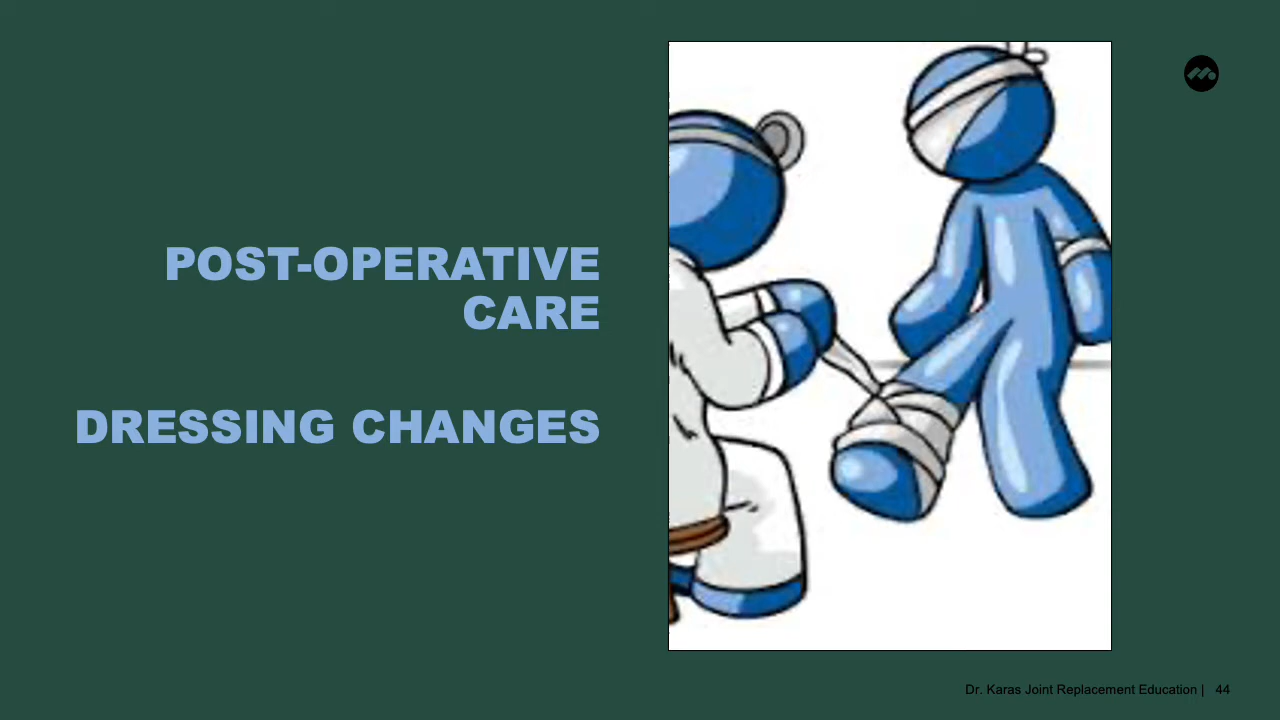 POST-OPERATIVE
CARE
DRESSING CHANGES
Dr. Karas Joint Replacement Education | 44